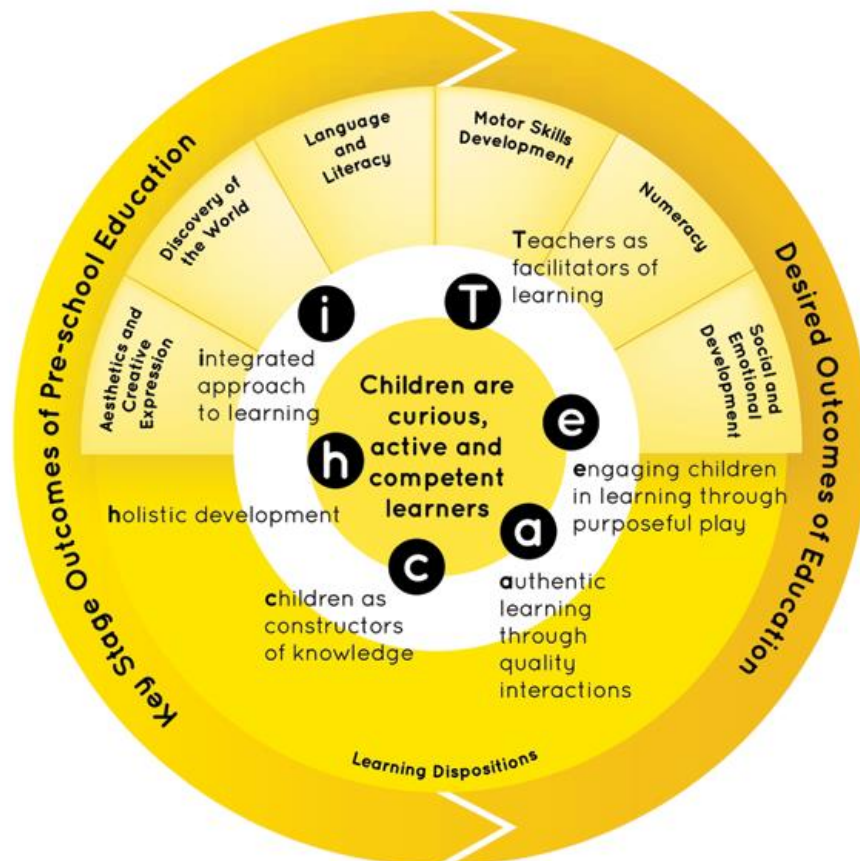 Key Stage Outcomes of Pre-school Education
Desired Outcomes of Education
Aesthetics and
Creative
Expression
Discovery of
the World
Language
and
Literacy
Motor Skills
Development
Numeracy
Social and
Emotional
Development
i
T
e
a
c
h
integrated
approach
to learning
Teachers as
facilitators of
learning
engaging children
in learning through
purposeful play
authentic
learning
through
quality
interactions
children as
constructors
of knowledge
holistic development
Children are
curious,
active and
competent
learners
Learning Dispositions